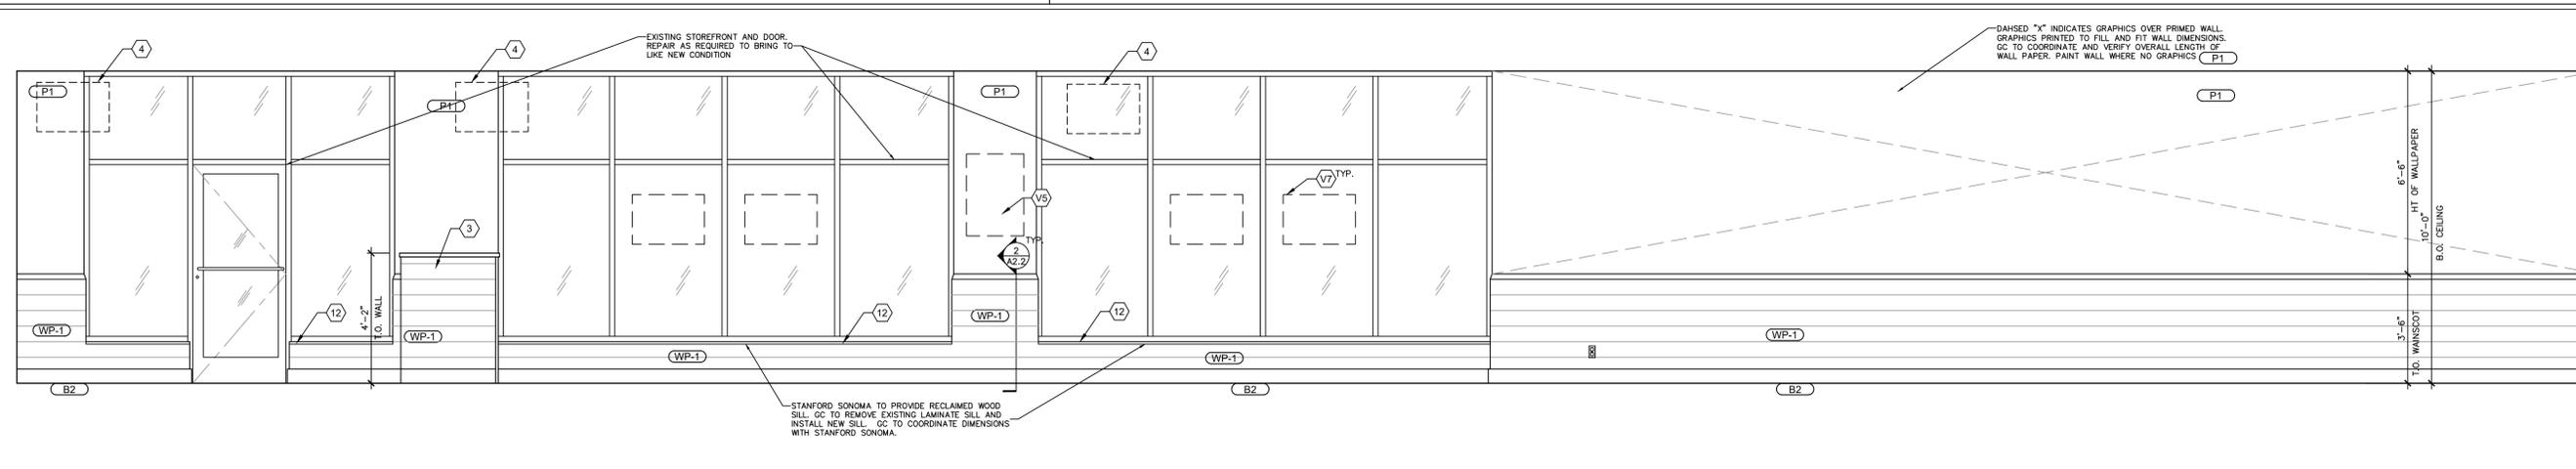 DAHSED "X" INDICATES GRAPHICS OVER PRIMED WALL.
GRAPHICS PRINTED TO FILL AND FIT WALL DIMENSIONS.
GC TO COORDINATE AND VERIFY OVERALL LENGTH OF
WALL PAPER. PAINT WALL WHERE NO GRAPHICS P1
EXISTING STOREFRONT AND DOOR.
REPAIR AS REQUIRED TO BRING TO
LIKE NEW CONDITION
4
4
4
P1
P1
P1
P1
V7 TYP.
V5
3
TYP.
2
A2.2
12
12
12
4'-2"
T.O. WALL
6'-6"
HT OF WALLPAPER
10'-0"
B.O. CEILING
3'-6"
T.O. WAINSCOT
WP-1
WP-1
WP-1
WP-1
WP-1
WP-1
B2
B2
B2
STANFORD SONOMA TO PROVIDE RECLAIMED WOOD
SILL. GC TO REMOVE EXISTING LAMINATE SILL AND
INSTALL NEW SILL. GC TO COORDINATE DIMENSIONS
WITH STANFORD SONOMA.